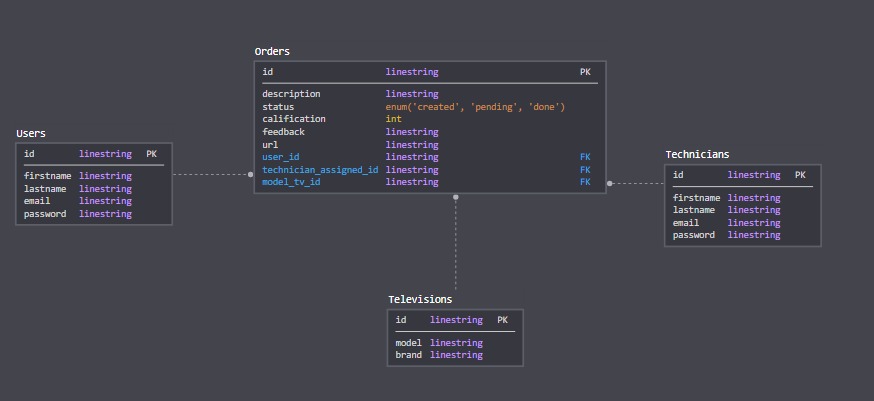 Orders
id linestring PK
description linestring
status enum('created', 'pending', 'done')
calification int
feedback linestring
url linestring
user_id linestring FK
technician_assigned_id linestring FK
model_tv_id linestring FK
Users
id linestring PK
firstname linestring
lastname linestring
email linestring
password linestring
Technicians
id linestring PK
firstname linestring
lastname linestring
email linestring
password linestring
Televisions
id linestring PK
model linestring
brand linestring